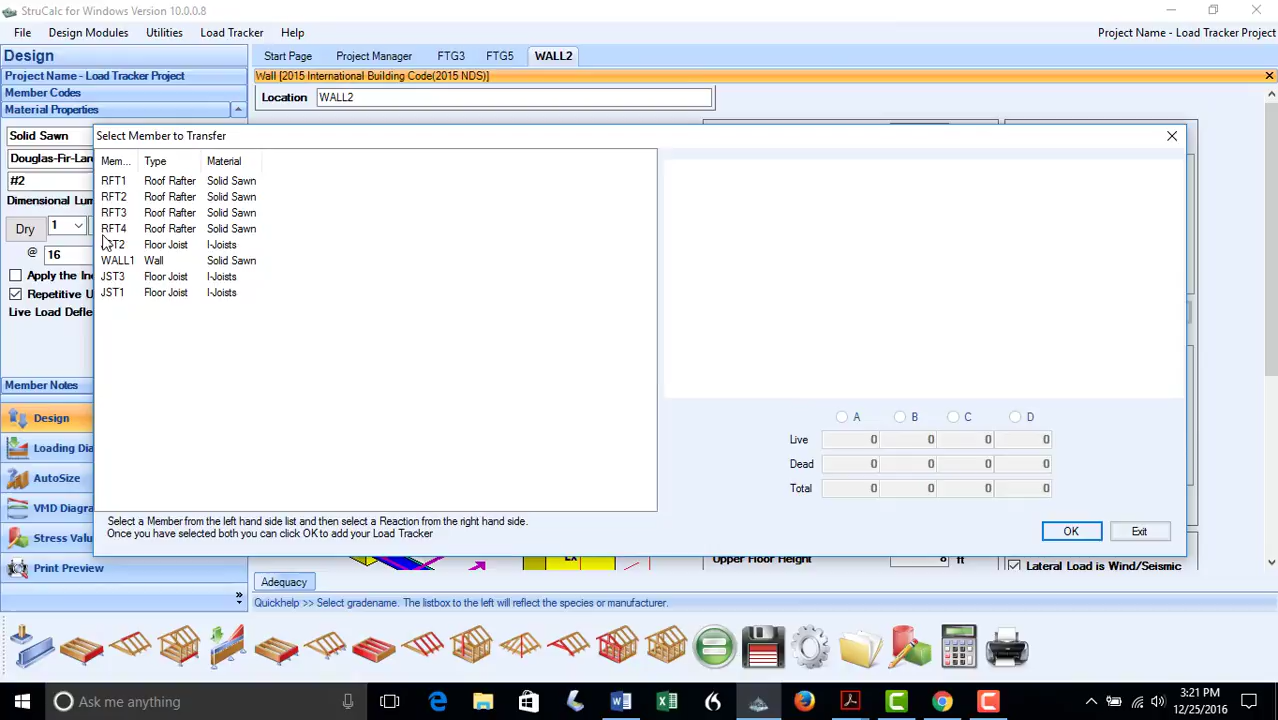 StruCalc for Windows Version 10.0.0.8
File Design Modules Utilities Load Tracker Help Project Name - Load Tracker Project
Design Start Page Project Manager FTG3 FTG5 WALL2
Project Name - Load Tracker Project Wall [2015 International Building Code(2015 NDS)]
Member Codes
Location WALL2
Material Properties
Solid Sawn
Select Member to Transfer
Douglas-Fir-Lar
Mem... Type Material
#2
RFT1 Roof Rafter Solid Sawn
Dimensional Lum
RFT2 Roof Rafter Solid Sawn
RFT3 Roof Rafter Solid Sawn
Dry 1
RFT4 Roof Rafter Solid Sawn
Floor Joist I-Joists
@ 16
WALL1 Wall Solid Sawn
Apply the Inc
JST3 Floor Joist I-Joists
Repetitive U
JST1 Floor Joist I-Joists
Live Load Defle
Member Notes
Design
A B C D
Live 0 0 0 0
Loading Dia
Dead 0 0 0 0
AutoSize
Total 0 0 0 0
VMD Diagra
Select a Member from the left hand side list and then select a Reaction from the right hand side.
Once you have selected both you can click OK to add your Load Tracker
OK Exit
Stress Valu
Upper Floor Height 8 ft
Lateral Load is Wind/Seismic
Print Preview
Adequacy
Quickhelp >> Select gradename. The listbox to the left will reflect the species or manufacturer.
Ask me anything
3:21 PM
12/25/2016